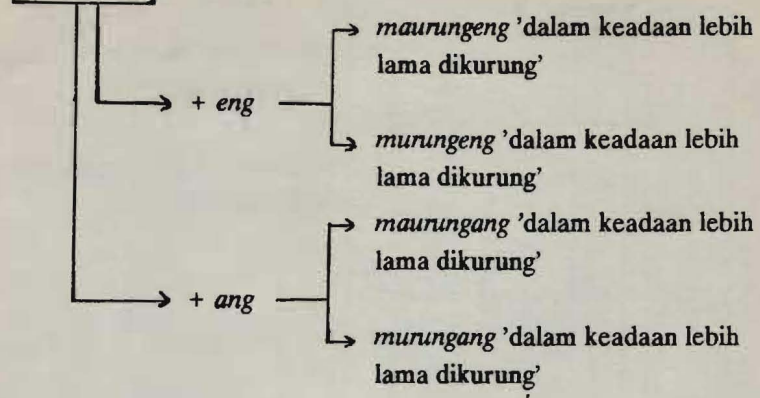 maurungeng 'dalam keadaan lebih
lama dikurung'
+ eng
murungeng 'dalam keadaan lebih
lama dikurung'
maurungang 'dalam keadaan lebih
lama dikurung'
+ ang
murungang 'dalam keadaan lebih
lama dikurung'